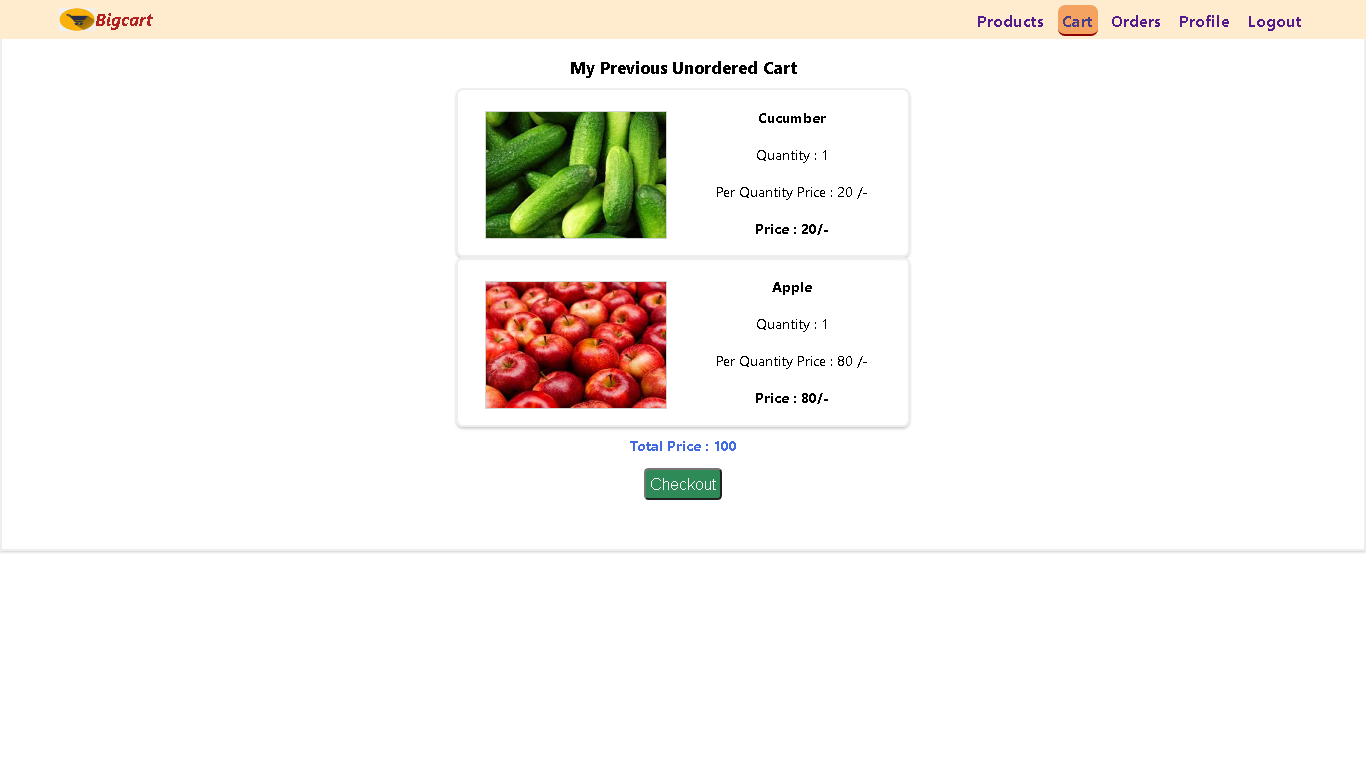 Bigcart
Products Cart Orders Profile Logout
My Previous Unordered Cart
Cucumber
Quantity : 1
Per Quantity Price : 20 /-
Price : 20/-
Apple
Quantity : 1
Per Quantity Price : 80 /-
Price : 80/-
Total Price : 100
Checkout